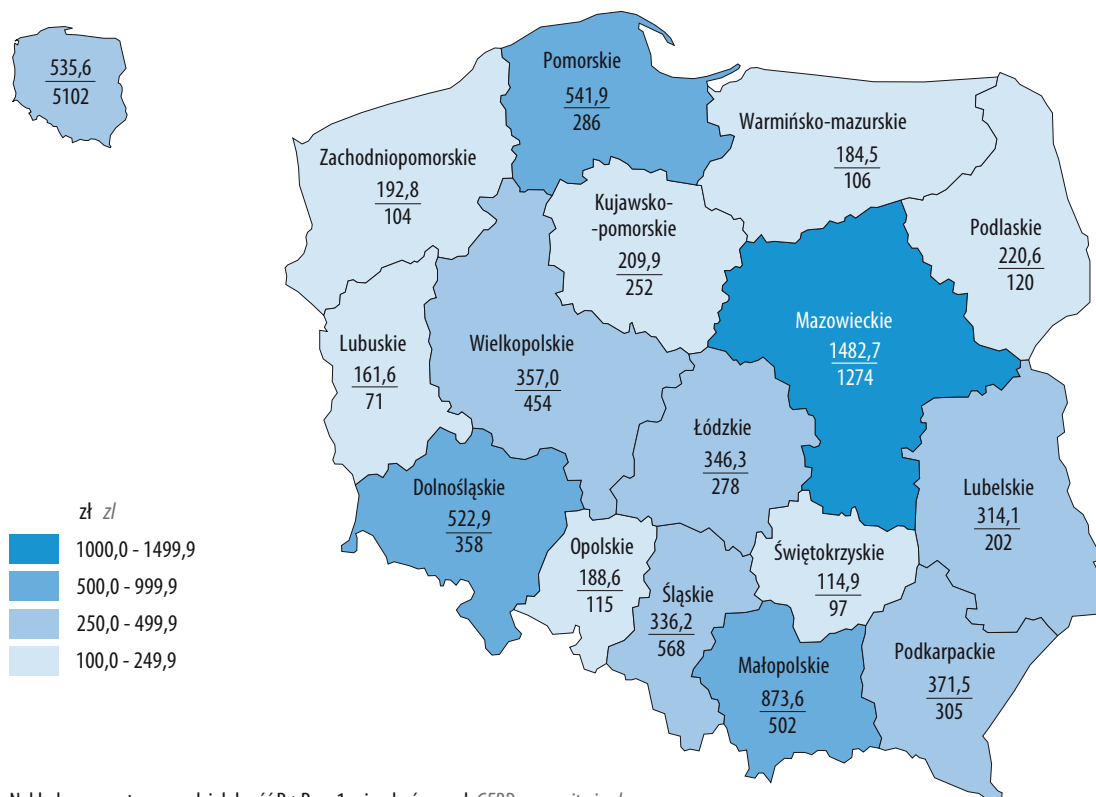 535,6
5102
Pomorskie
541,9
286
Warmińsko-mazurskie
184,5
106
Zachodniopomorskie
192,8
104
Kujawsko-
-pomorskie
209,9
252
Podlaskie
220,6
120
Mazowieckie
1482,7
1274
Lubuskie
161,6
71
Wielkopolskie
357,0
454
Łódzkie
346,3
278
Dolnośląskie
522,9
358
Lubelskie
314,1
202
Opolskie
188,6
115
Świętokrzyskie
114,9
97
Śląskie
336,2
568
Małopolskie
873,6
502
Podkarpackie
371,5
305
zł zl
1000,0 - 1499,9
500,0 - 999,9
250,0 - 499,9
100,0 - 249,9